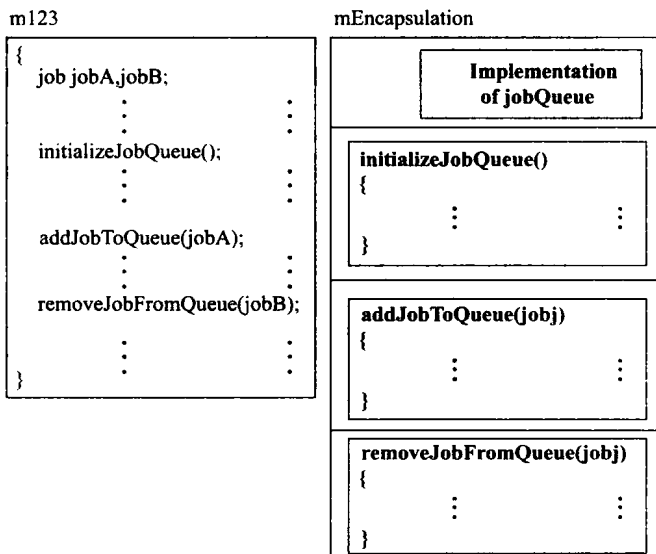 m123
{
job jobA,jobB;
initializeJobQueue();
addJobToQueue(jobA);
removeJobFromQueue(jobB);
}
mEncapsulation
Implementation
of jobQueue
initializeJobQueue()
{
}
addJobToQueue(jobj)
{
}
removeJobFromQueue(jobj)
{
}